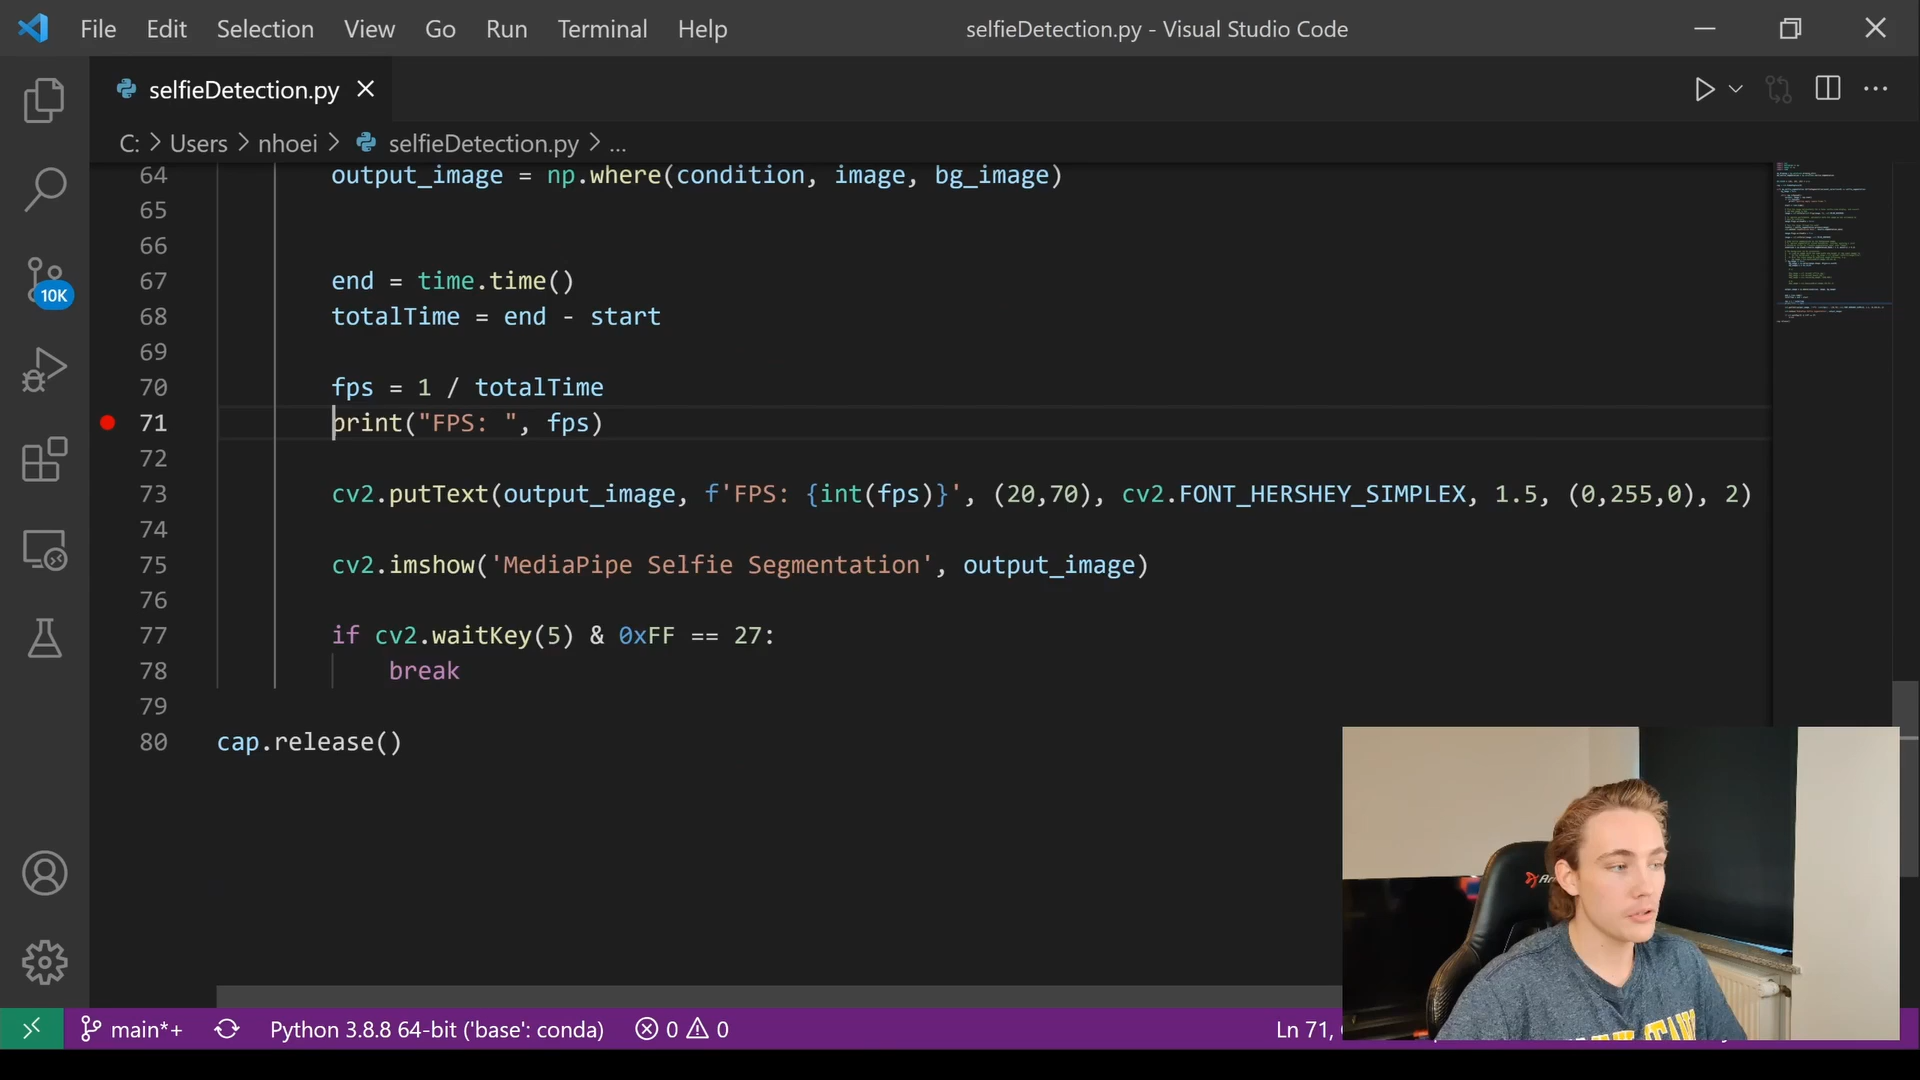 File Edit Selection View Go Run Terminal Help
selfieDetection.py - Visual Studio Code
selfieDetection.py
C: > Users > nhoei > selfieDetection.py > ...
64 output_image = np.where(condition, image, bg_image)
65
66
67 end = time.time()
68 totalTime = end - start
69
70 fps = 1 / totalTime
71 print("FPS: ", fps)
72
73 cv2.putText(output_image, f'FPS: {int(fps)}', (20,70), cv2.FONT_HERSHEY_SIMPLEX, 1.5, (0,255,0), 2)
74
75 cv2.imshow('MediaPipe Selfie Segmentation', output_image)
76
77 if cv2.waitKey(5) & 0xFF == 27:
78 break
79
80 cap.release()
10K
main*+ Python 3.8.8 64-bit ('base': conda) 0 0 Ln 71,